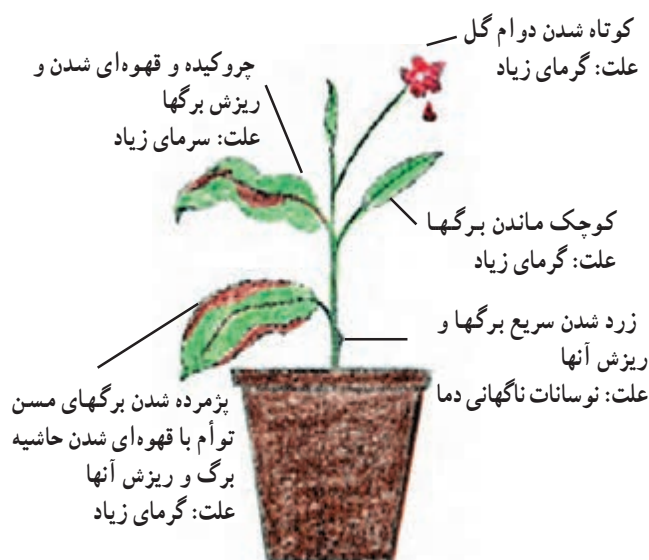 کوتاه شدن دوام گل
علت: گرمای زیاد
چروکیده و قهوه‌ای شدن و
ریزش برگها
علت: سرمای زیاد
کوچک ماندن برگها
علت: گرمای زیاد
زرد شدن سریع برگها و
ریزش آنها
علت: نوسانات ناگهانی دما
پژمرده شدن برگهای مسن
توأم با قهوه‌ای شدن حاشیه
برگ و ریزش آنها
علت: گرمای زیاد